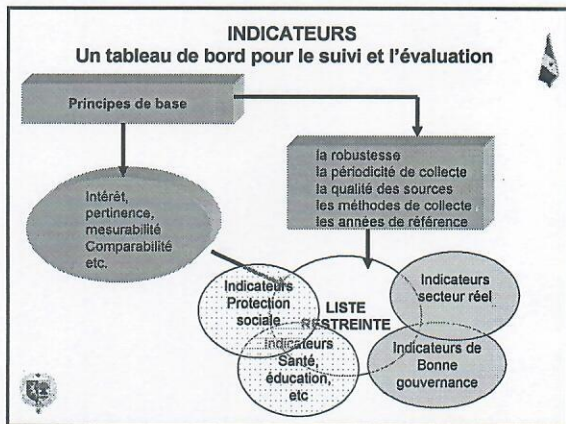 INDICATEURS
Un tableau de bord pour le suivi et l'évaluation
Principes de base
Intérêt,
pertinence,
mesurabilité
Comparabilité
etc.
la robustesse
la périodicité de collecte
la qualité des sources
les méthodes de collecte
les années de référence
Indicateurs
Protection
sociale
LISTE
RESTREINTE
Indicateurs
secteur réel
Indicateurs
Santé,
éducation,
etc
Indicateurs de
Bonne
gouvernance